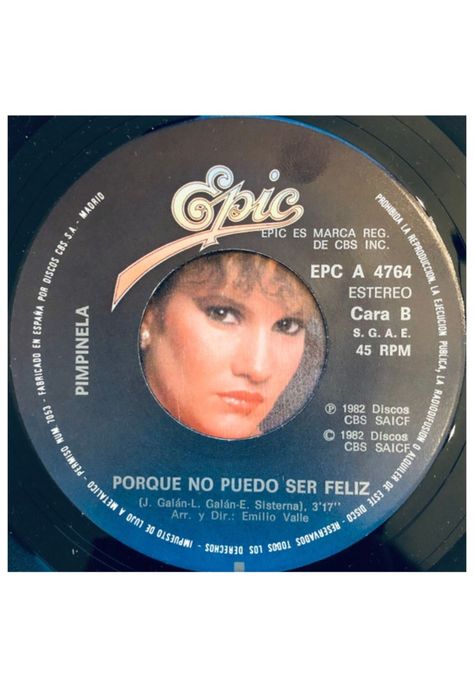 Epic
EPIC ES MARCA REG.
DE CBS INC.
EPC A 4764
ESTEREO
Cara B
S. G. A. E.
45 RPM
PIMPINELA
℗ 1982 Discos
CBS SAICF
© 1982 Discos
CBS SAICF
PORQUE NO PUEDO SER FELIZ
(J. Galán-L. Galán-E. Sisterna), 3'17''
Arr. y Dir.: Emilio Valle
PROHIBIDA LA REPRODUCCION, LA EJECUCION PUBLICA, LA RADIODIFUSION O ALQUILER DE ESTE DISCO - RESERVADOS TODOS LOS DERECHOS - IMPUESTO DE LUJO A METALICO - PERMISO NUM 7053 - FABRICADO EN ESPAÑA POR DISCOS CBS S.A. - MADRID